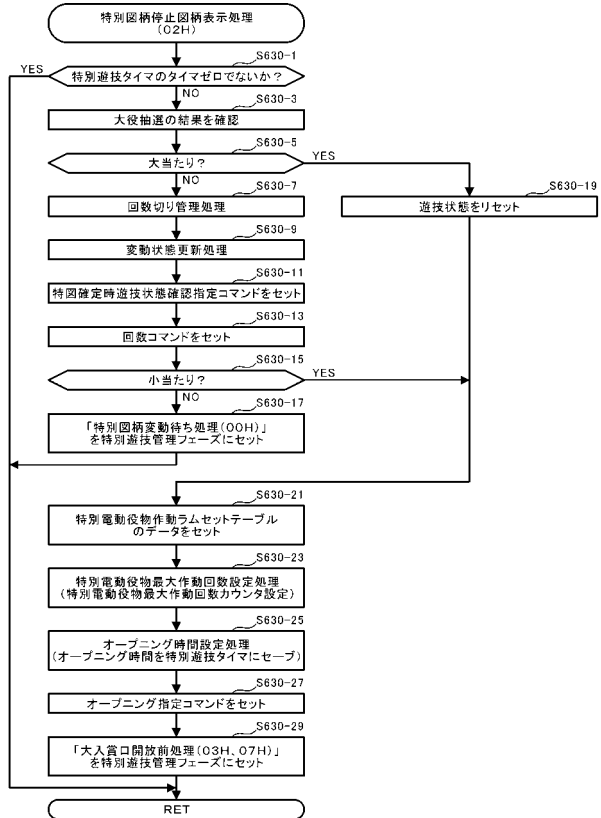 特別図柄停止図柄表示処理
(02H)
S630-1
YES
特別遊技タイマのタイマゼロでないか?
NO
S630-3
大役抽選の結果を確認
S630-5
大当たり?
YES
NO
S630-7
回数切り管理処理
S630-19
遊技状態をリセット
S630-9
変動状態更新処理
S630-11
特図確定時遊技状態確認指定コマンドをセット
S630-13
回数コマンドをセット
S630-15
小当たり?
YES
NO
S630-17
「特別図柄変動待ち処理(00H)」
を特別遊技管理フェーズにセット
S630-21
特別電動役物作動ラムセットテーブル
のデータをセット
S630-23
特別電動役物最大作動回数設定処理
(特別電動役物最大作動回数カウンタ設定)
S630-25
オープニング時間設定処理
(オープニング時間を特別遊技タイマにセーブ)
S630-27
オープニング指定コマンドをセット
S630-29
「大入賞口開放前処理(03H、07H)」
を特別遊技管理フェーズにセット
RET